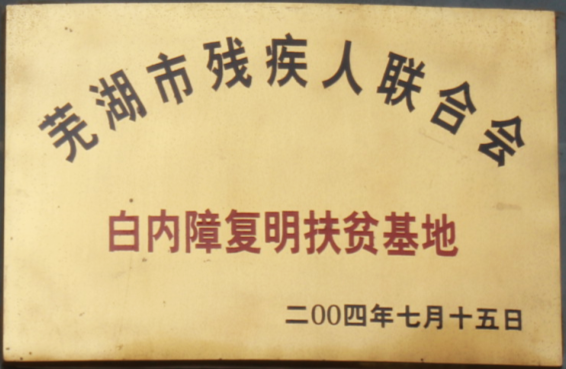 芜湖市残疾人联合会
白内障复明扶贫基地
二00四年七月十五日